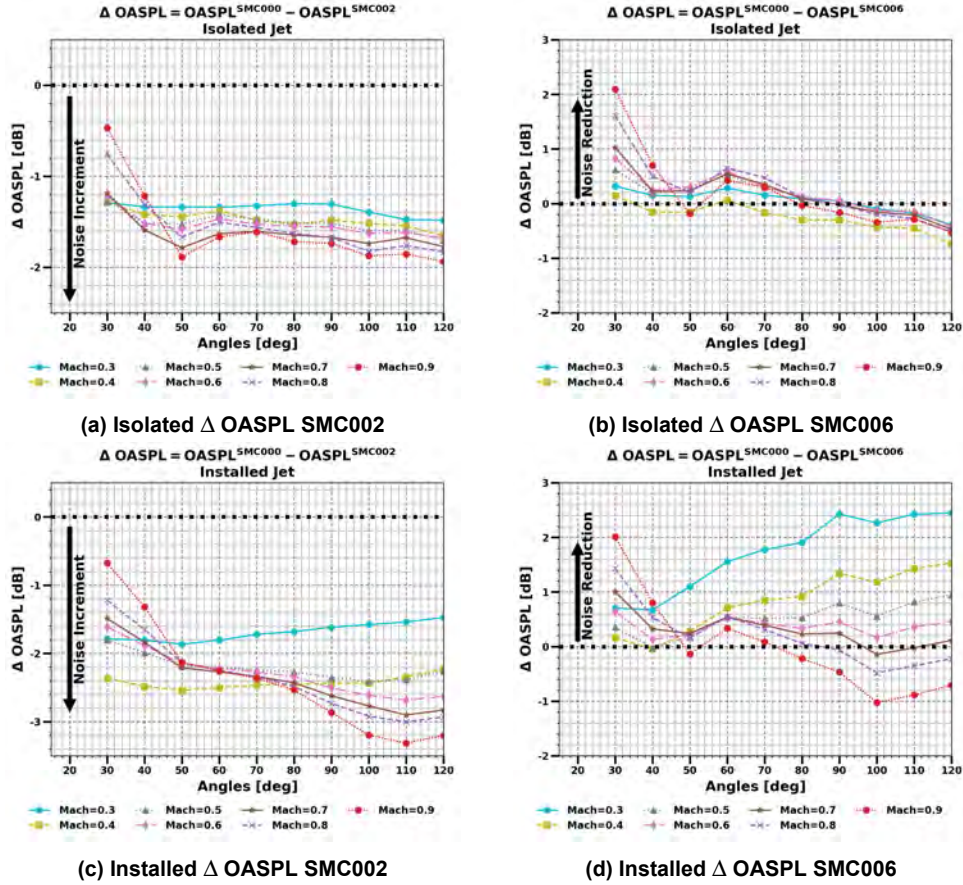 Δ OASPL = OASPL^SMC000 − OASPL^SMC002
Isolated Jet
0
-1
-2
Δ OASPL [dB]
Noise Increment
20 30 40 50 60 70 80 90 100 110 120
Angles [deg]
Mach=0.3 Mach=0.5 Mach=0.7 Mach=0.9
Mach=0.4 Mach=0.6 Mach=0.8
(a) Isolated Δ OASPL SMC002
Δ OASPL = OASPL^SMC000 − OASPL^SMC006
Isolated Jet
3
2
1
0
-1
-2
Δ OASPL [dB]
Noise Reduction
20 30 40 50 60 70 80 90 100 110 120
Angles [deg]
Mach=0.3 Mach=0.5 Mach=0.7 Mach=0.9
Mach=0.4 Mach=0.6 Mach=0.8
(b) Isolated Δ OASPL SMC006
Δ OASPL = OASPL^SMC000 − OASPL^SMC002
Installed Jet
0
-1
-2
-3
Δ OASPL [dB]
Noise Increment
20 30 40 50 60 70 80 90 100 110 120
Angles [deg]
Mach=0.3 Mach=0.5 Mach=0.7 Mach=0.9
Mach=0.4 Mach=0.6 Mach=0.8
(c) Installed Δ OASPL SMC002
Δ OASPL = OASPL^SMC000 − OASPL^SMC006
Installed Jet
3
2
1
0
-1
-2
Δ OASPL [dB]
Noise Reduction
20 30 40 50 60 70 80 90 100 110 120
Angles [deg]
Mach=0.3 Mach=0.5 Mach=0.7 Mach=0.9
Mach=0.4 Mach=0.6 Mach=0.8
(d) Installed Δ OASPL SMC006